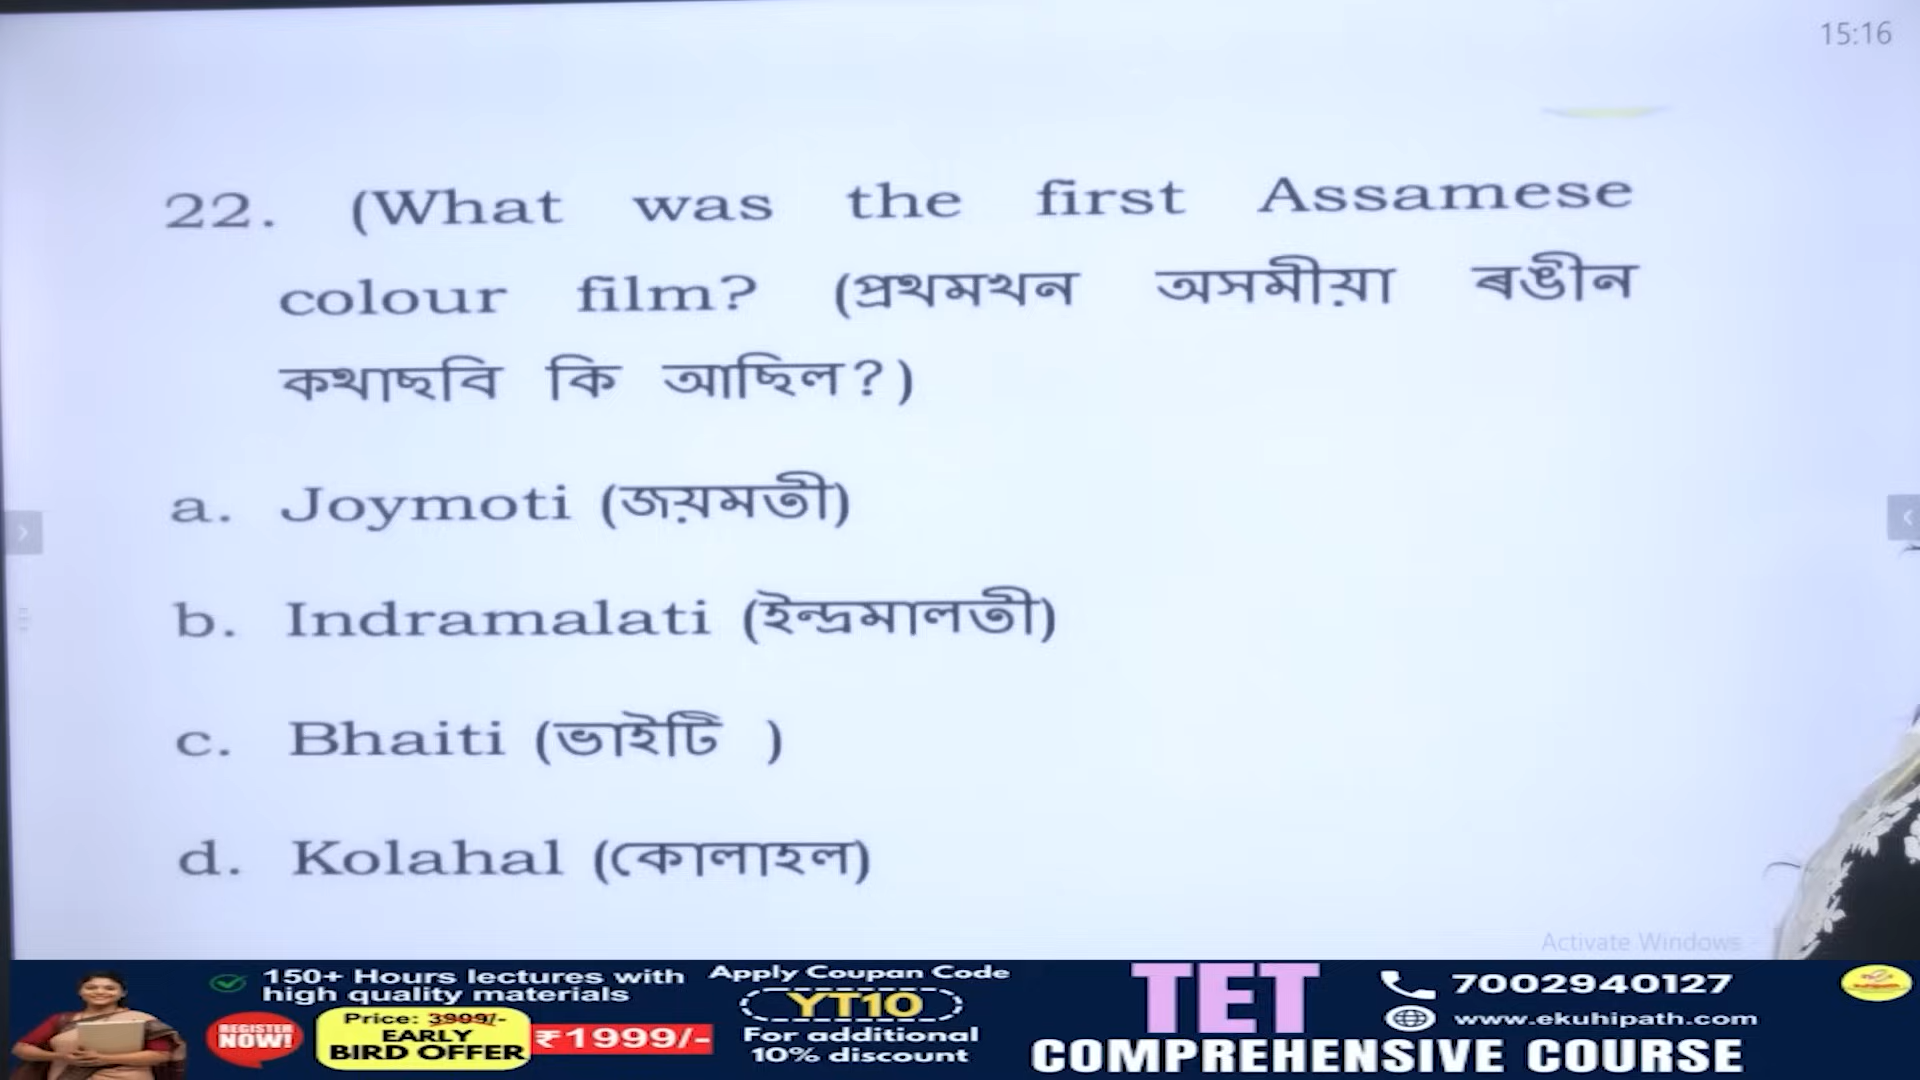 15:16
22. (What was the first Assamese
colour film? (প্ৰথমখন অসমীয়া ৰঙীন
কথাছবি কি আছিল?)
a. Joymoti (জয়মতী)
b. Indramalati (ইন্দ্ৰমালতী)
c. Bhaiti (ভাইটি )
d. Kolahal (কোলাহল)
Activate Windows
150+ Hours lectures with
high quality materials
REGISTER
NOW!
Price: 3999/-
EARLY
BIRD OFFER
₹1999/-
Apply Coupan Code
YT10
For additional
10% discount
TET
COMPREHENSIVE COURSE
7002940127
www.ekuhipath.com